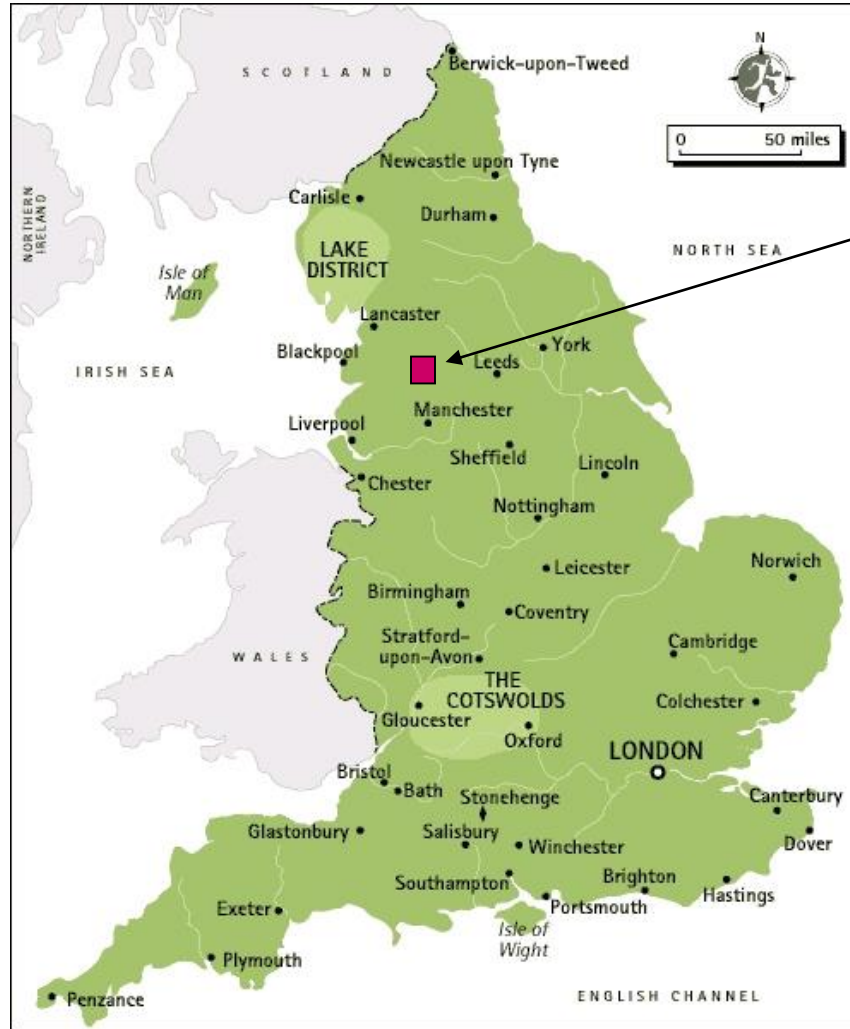 SCOTLAND
Berwick-upon-Tweed
N
0 50 miles
Newcastle upon Tyne
Carlisle
Durham
NORTHERN
IRELAND
LAKE
DISTRICT
NORTH SEA
Isle of
Man
Lancaster
Blackpool
York
Leeds
IRISH SEA
Manchester
Liverpool
Sheffield
Lincoln
Chester
Nottingham
Norwich
Leicester
Birmingham
Coventry
Stratford-
upon-Avon
Cambridge
WALES
THE
COTSWOLDS
Colchester
Gloucester
Oxford
LONDON
Bristol
Bath
Stonehenge
Canterbury
Glastonbury
Salisbury
Winchester
Dover
Southampton
Brighton
Hastings
Portsmouth
Exeter
Isle of
Wight
Plymouth
Penzance
ENGLISH CHANNEL